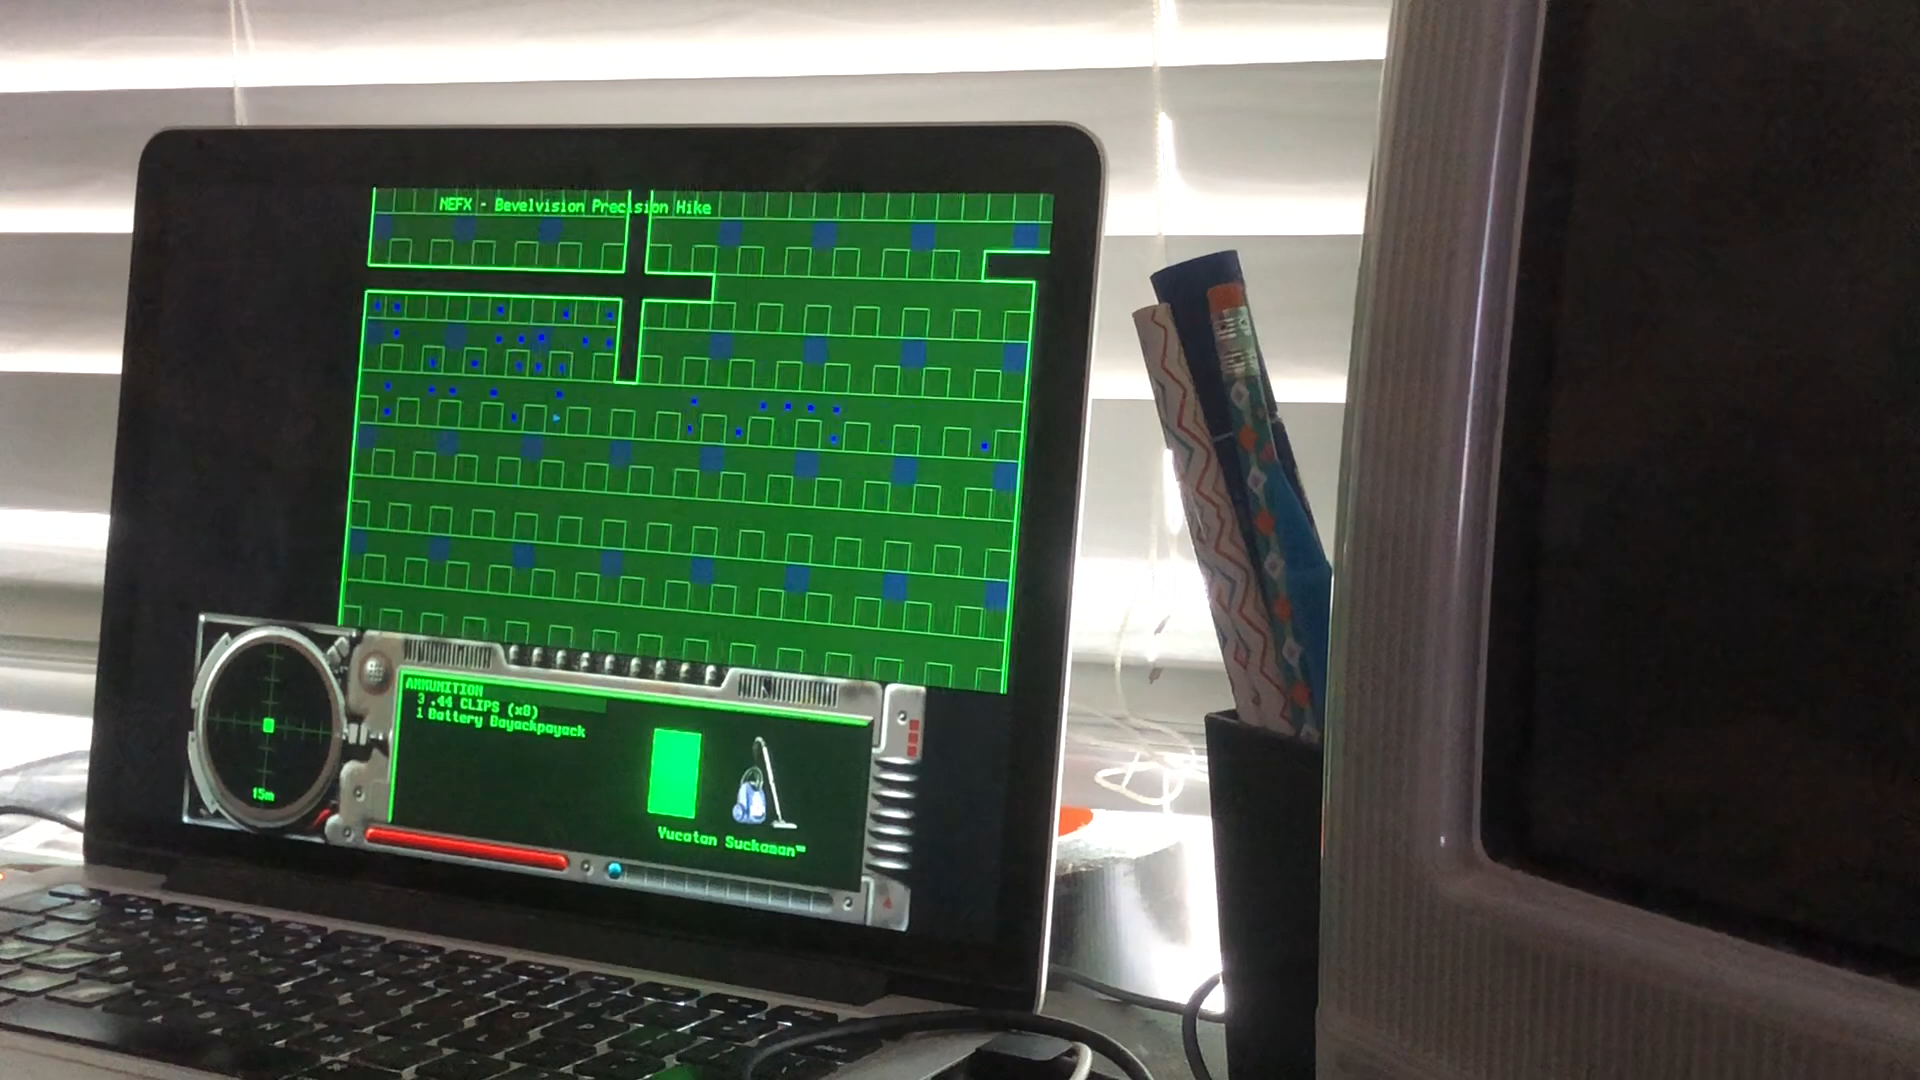 NEFX - Bevelvision Precision Hike
AMMUNITION
3 .44 CLIPS (x8)
1 Battery Bayackpayack
15m
Yucatan Suckaman™